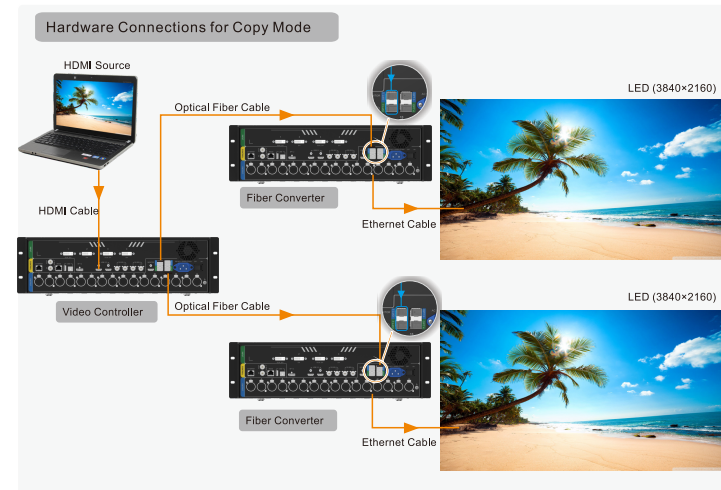 Hardware Connections for Copy Mode
HDMI Source
LED (3840×2160)
Optical Fiber Cable
Fiber Converter
HDMI Cable
Ethernet Cable
LED (3840×2160)
Video Controller
Optical Fiber Cable
Fiber Converter
Ethernet Cable